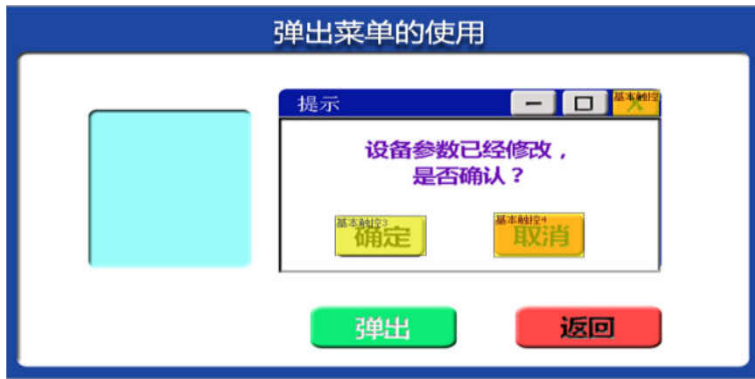 弹出菜单的使用
提示
基本触控
X
设备参数已经修改，
是否确认？
基本触控3
确定
基本触控4
取消
弹出
返回